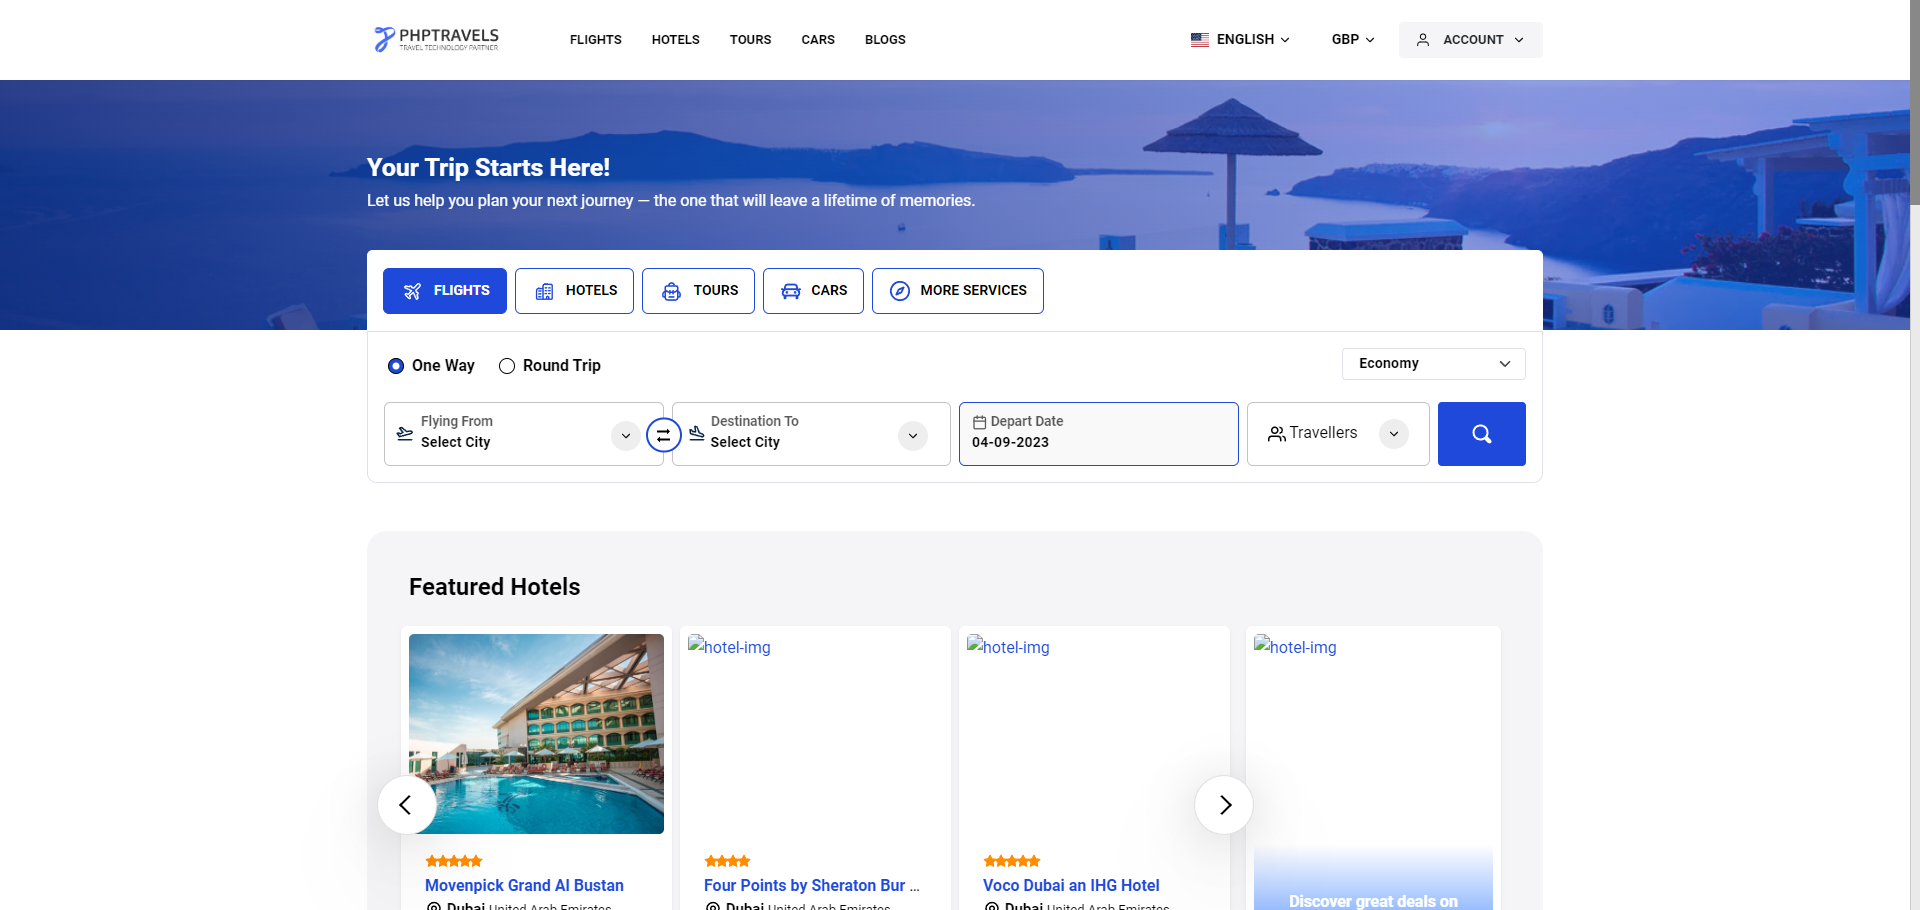 PHPTRAVELS
TRAVEL TECHNOLOGY PARTNER
FLIGHTS HOTELS TOURS CARS BLOGS
ENGLISH GBP ACCOUNT
Your Trip Starts Here!
Let us help you plan your next journey — the one that will leave a lifetime of memories.
FLIGHTS HOTELS TOURS CARS MORE SERVICES
One Way Round Trip Economy
Flying From
Select City
Destination To
Select City
Depart Date
04-09-2023
Travellers
Featured Hotels
hotel-img hotel-img hotel-img
Movenpick Grand Al Bustan
Dubai United Arab Emirates
Four Points by Sheraton Bur ...
Dubai United Arab Emirates
Voco Dubai an IHG Hotel
Dubai United Arab Emirates
Discover great deals on